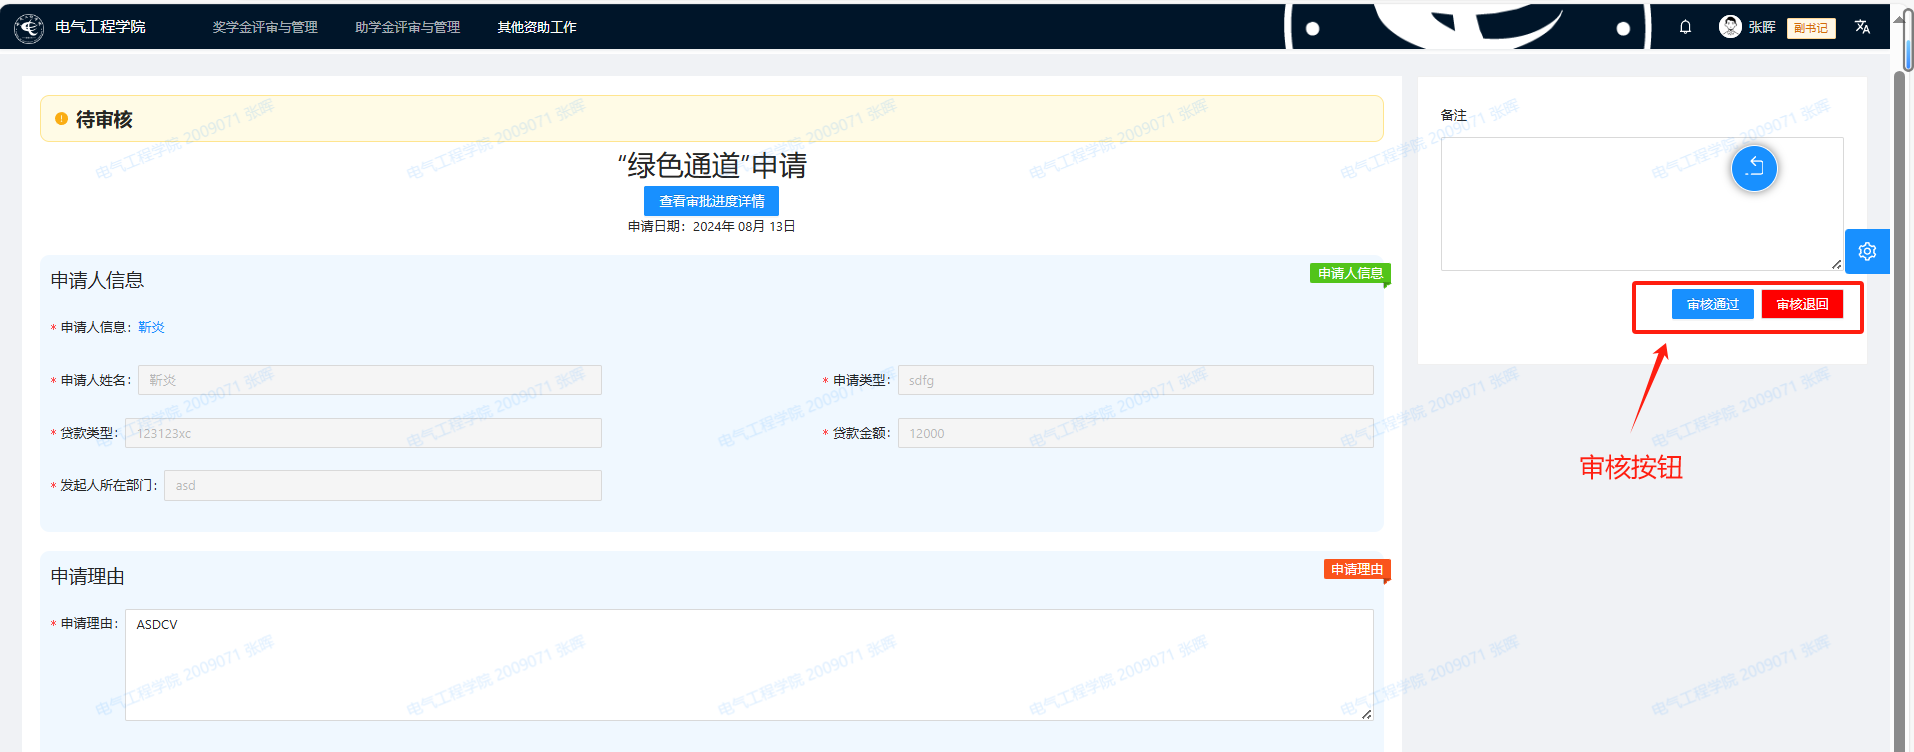 电气工程学院
奖学金评审与管理
助学金评审与管理
其他资助工作
张晖
副书记
待审核
“绿色通道”申请
查看审批进度详情
申请日期：2024年 08月 13日
申请人信息
申请人信息
* 申请人信息：靳炎
* 申请人姓名：靳炎
* 申请类型：sdfg
* 贷款类型：123123xc
* 贷款金额：12000
* 发起人所在部门：asd
申请理由
申请理由
* 申请理由：ASDCV
备注
审核通过
审核退回
审核按钮
电气工程学院 2009071 张晖